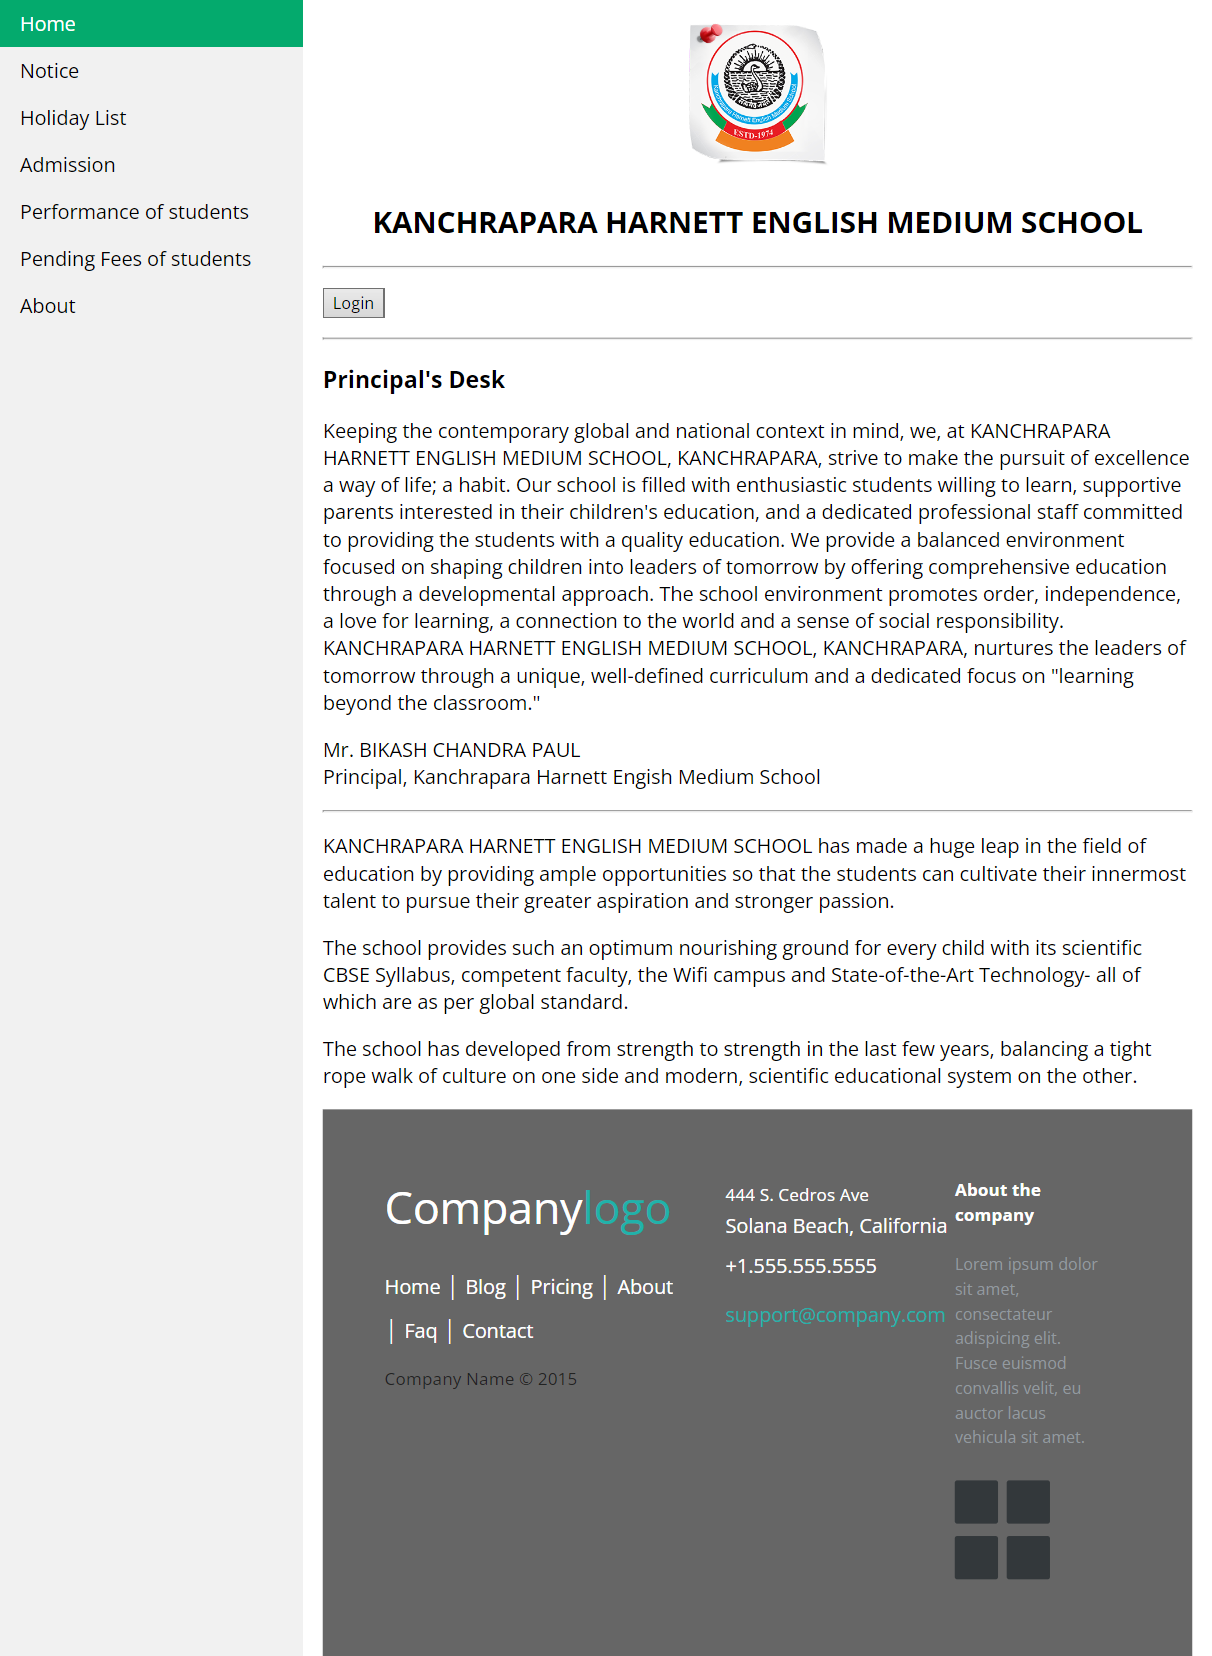 Home
Notice
Holiday List
Admission
Performance of students
Pending Fees of students
About
ESTD-1974
KANCHRAPARA HARNETT ENGLISH MEDIUM SCHOOL
Login
Principal's Desk
Keeping the contemporary global and national context in mind, we, at KANCHRAPARA
HARNETT ENGLISH MEDIUM SCHOOL, KANCHRAPARA, strive to make the pursuit of excellence
a way of life; a habit. Our school is filled with enthusiastic students willing to learn, supportive
parents interested in their children's education, and a dedicated professional staff committed
to providing the students with a quality education. We provide a balanced environment
focused on shaping children into leaders of tomorrow by offering comprehensive education
through a developmental approach. The school environment promotes order, independence,
a love for learning, a connection to the world and a sense of social responsibility.
KANCHRAPARA HARNETT ENGLISH MEDIUM SCHOOL, KANCHRAPARA, nurtures the leaders of
tomorrow through a unique, well-defined curriculum and a dedicated focus on "learning
beyond the classroom."
Mr. BIKASH CHANDRA PAUL
Principal, Kanchrapara Harnett Engish Medium School
KANCHRAPARA HARNETT ENGLISH MEDIUM SCHOOL has made a huge leap in the field of
education by providing ample opportunities so that the students can cultivate their innermost
talent to pursue their greater aspiration and stronger passion.
The school provides such an optimum nourishing ground for every child with its scientific
CBSE Syllabus, competent faculty, the Wifi campus and State-of-the-Art Technology- all of
which are as per global standard.
The school has developed from strength to strength in the last few years, balancing a tight
rope walk of culture on one side and modern, scientific educational system on the other.
Companylogo
Home | Blog | Pricing | About
| Faq | Contact
Company Name © 2015
444 S. Cedros Ave
Solana Beach, California
+1.555.555.5555
support@company.com
About the
company
Lorem ipsum dolor
sit amet,
consectateur
adispicing elit.
Fusce euismod
convallis velit, eu
auctor lacus
vehicula sit amet.